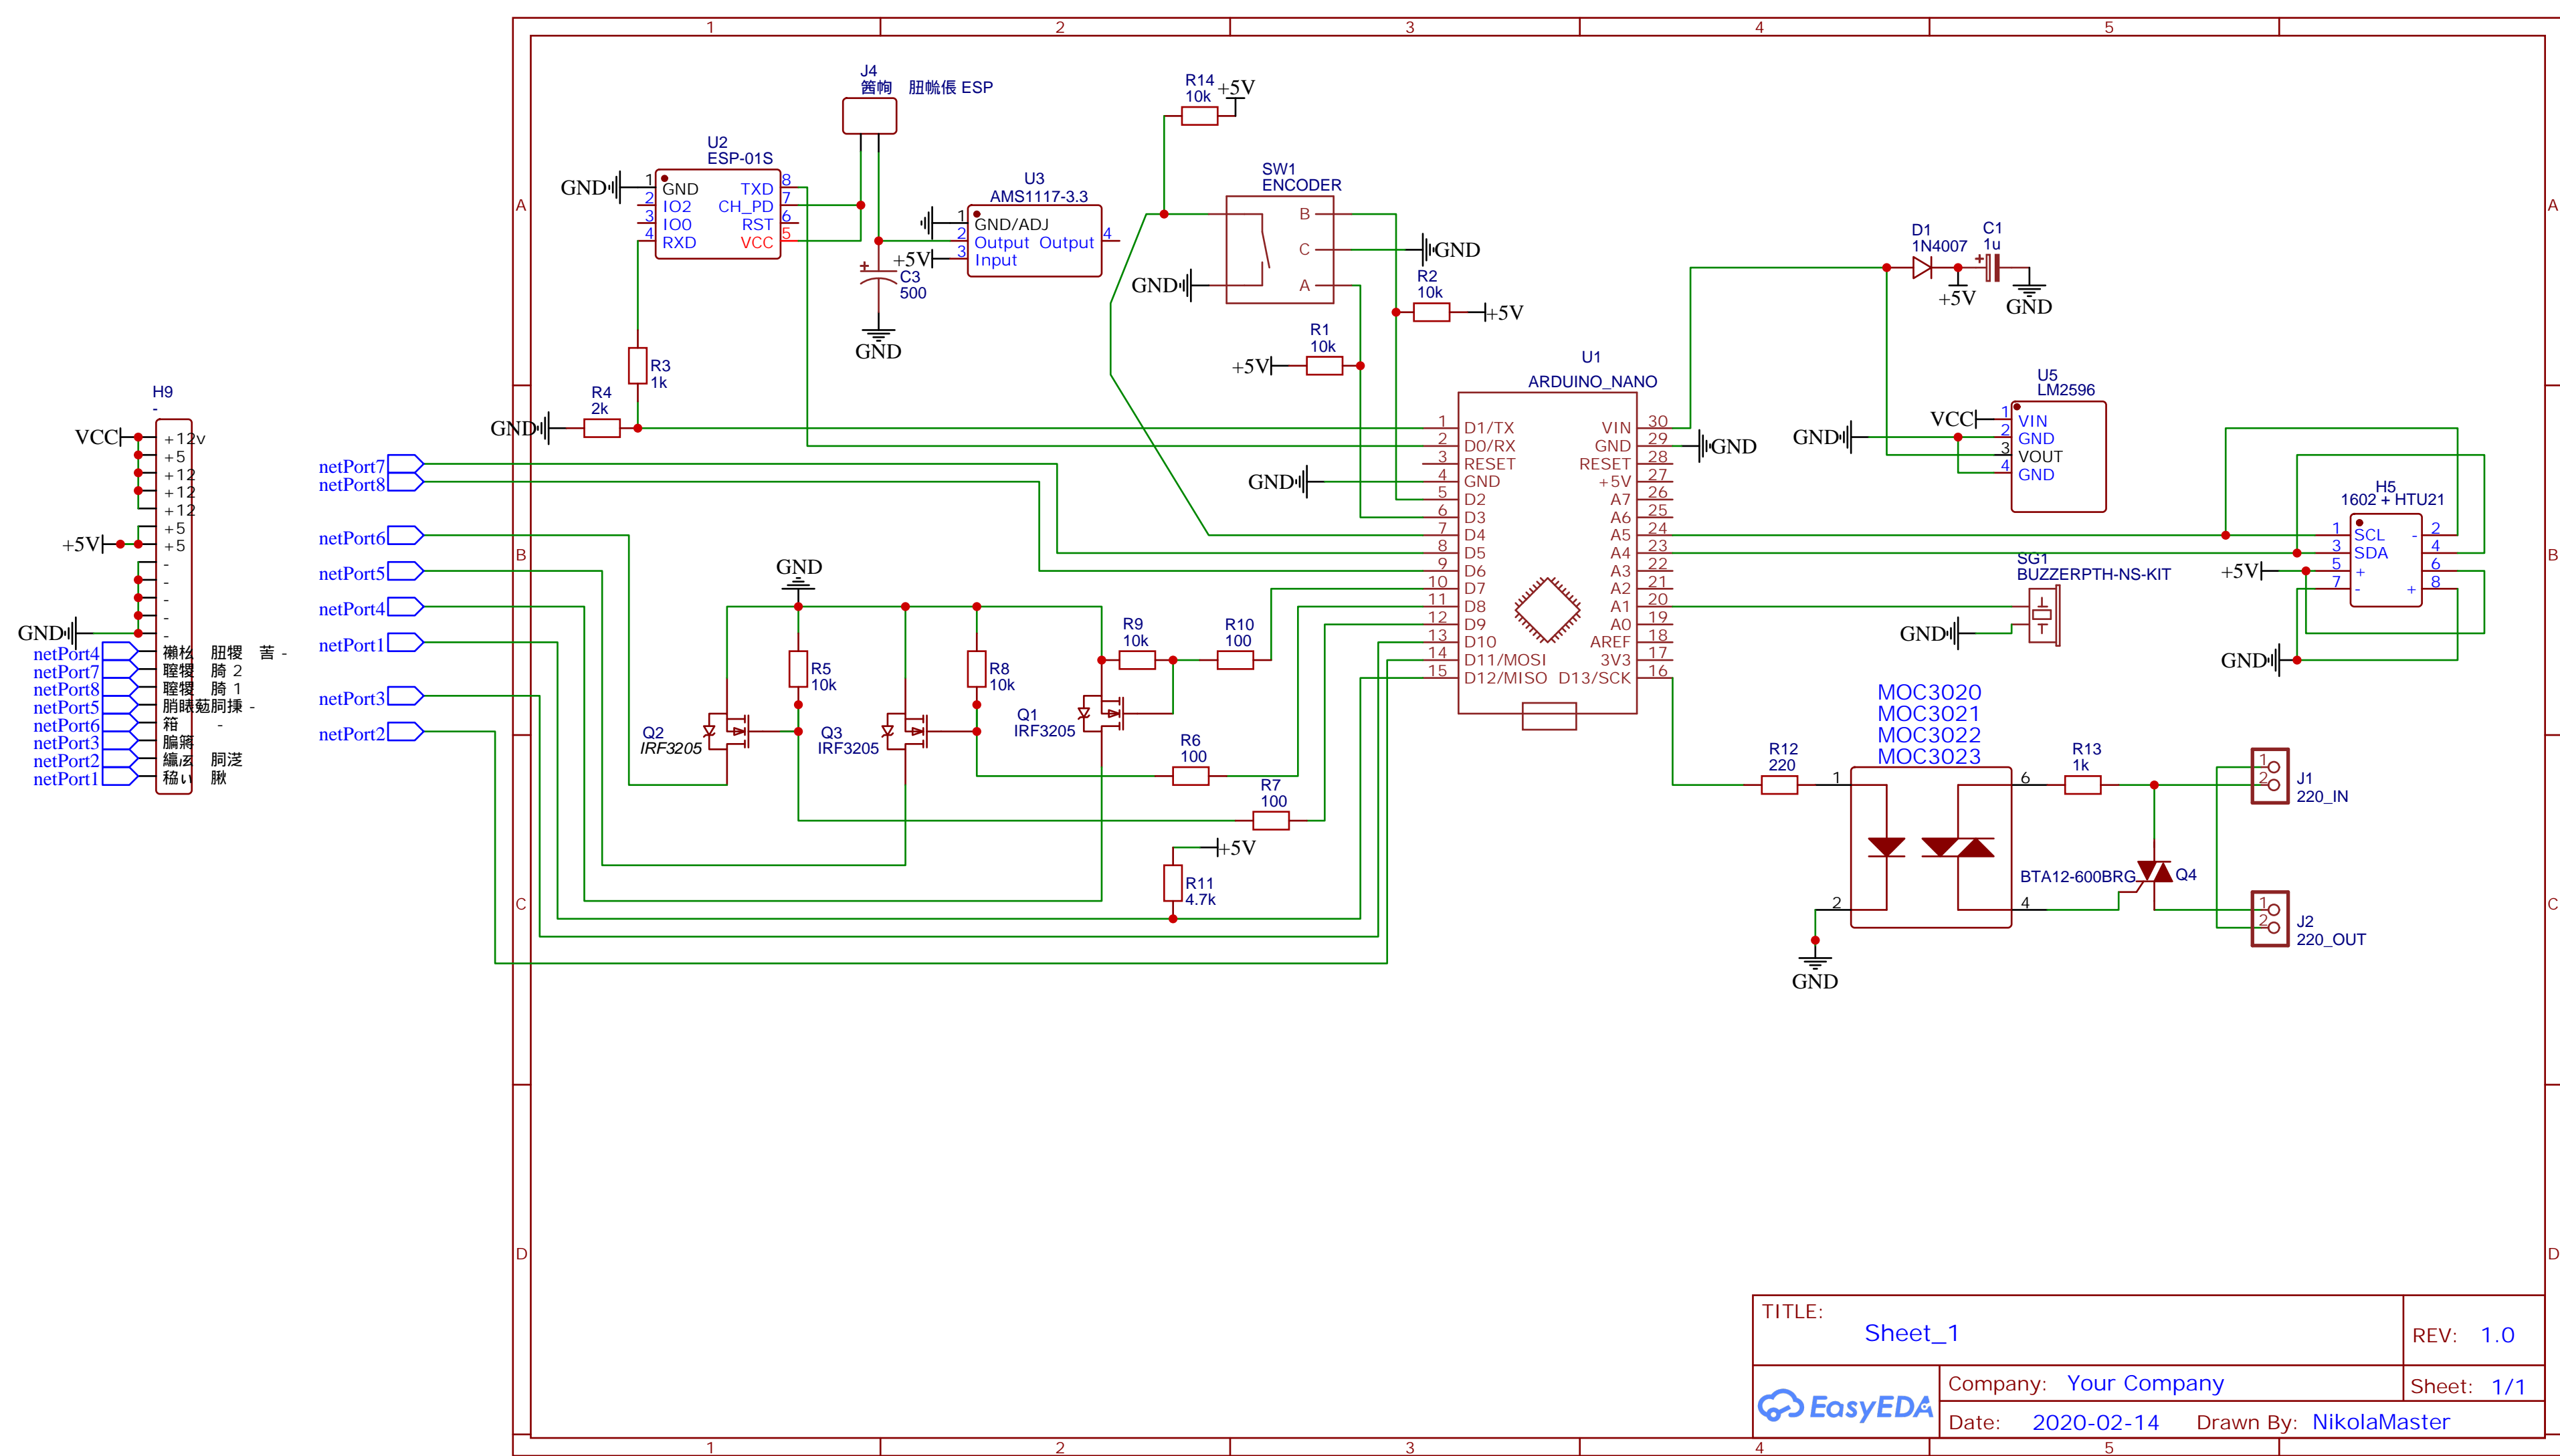 1 2 3 4 5
A
B
C
D
A
B
C
D
1 2 3 4 5
J4
ESP
U2
ESP-01S
GND
1 GND
2 IO2
3 IO0
4 RXD
TXD 8
CH_PD 7
RST 6
VCC 5
U3
AMS1117-3.3
1 GND/ADJ
2 Output Output 4
3 Input
+5V
C3
500
GND
R14
10k
+5V
SW1
ENCODER
B
C
A
GND
GND
R2
10k
+5V
R1
10k
+5V
R3
1k
R4
2k
GND
H9
-
VCC
+12v
+5
+12
+12
+12
+5
+5V
+5
-
-
-
-
GND
-
netPort4
netPort7
2
netPort8
1
netPort5
netPort6
netPort3
netPort2
netPort1
netPort7
netPort8
netPort6
netPort5
netPort4
netPort1
netPort3
netPort2
U1
ARDUINO_NANO
1 D1/TX
2 D0/RX
3 RESET
4 GND
5 D2
6 D3
7 D4
8 D5
9 D6
10 D7
11 D8
12 D9
13 D10
14 D11/MOSI
15 D12/MISO
VIN 30
GND 29
RESET 28
+5V 27
A7 26
A6 25
A5 24
A4 23
A3 22
A2 21
A1 20
A0 19
AREF 18
3V3 17
D13/SCK 16
GND
GND
GND
R5
10k
R8
10k
R9
10k
R10
100
Q2
IRF3205
Q3
IRF3205
Q1
IRF3205
R6
100
R7
100
+5V
R11
4.7k
D1
1N4007
C1
1u
+5V
GND
U5
LM2596
VCC
GND
1 VIN
2 GND
3 VOUT
4 GND
H5
1602 + HTU21
1 SCL - 2
3 SDA 4
5 + 6
7 - + 8
+5V
GND
SG1
BUZZERPTH-NS-KIT
GND
MOC3020
MOC3021
MOC3022
MOC3023
R12
220
1
2
6
4
GND
R13
1k
BTA12-600BRG
Q4
1
2
J1
220_IN
1
2
J2
220_OUT
TITLE:
Sheet_1
REV: 1.0
EasyEDA
Company: Your Company
Sheet: 1/1
Date: 2020-02-14
Drawn By: NikolaMaster